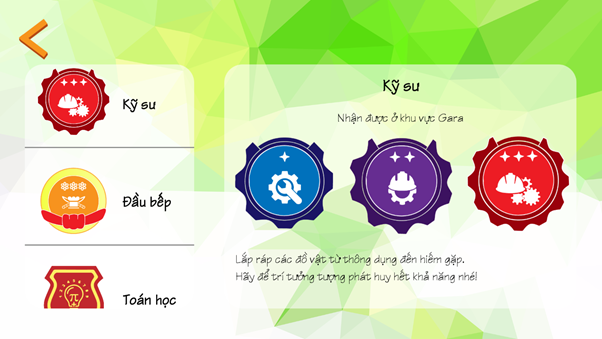 Kỹ sư
Đầu bếp
Toán học
Kỹ sư
Nhận được ở khu vực Gara
Lắp ráp các đồ vật từ thông dụng đến hiếm gặp.
Hãy để trí tưởng tượng phát huy hết khả năng nhé!